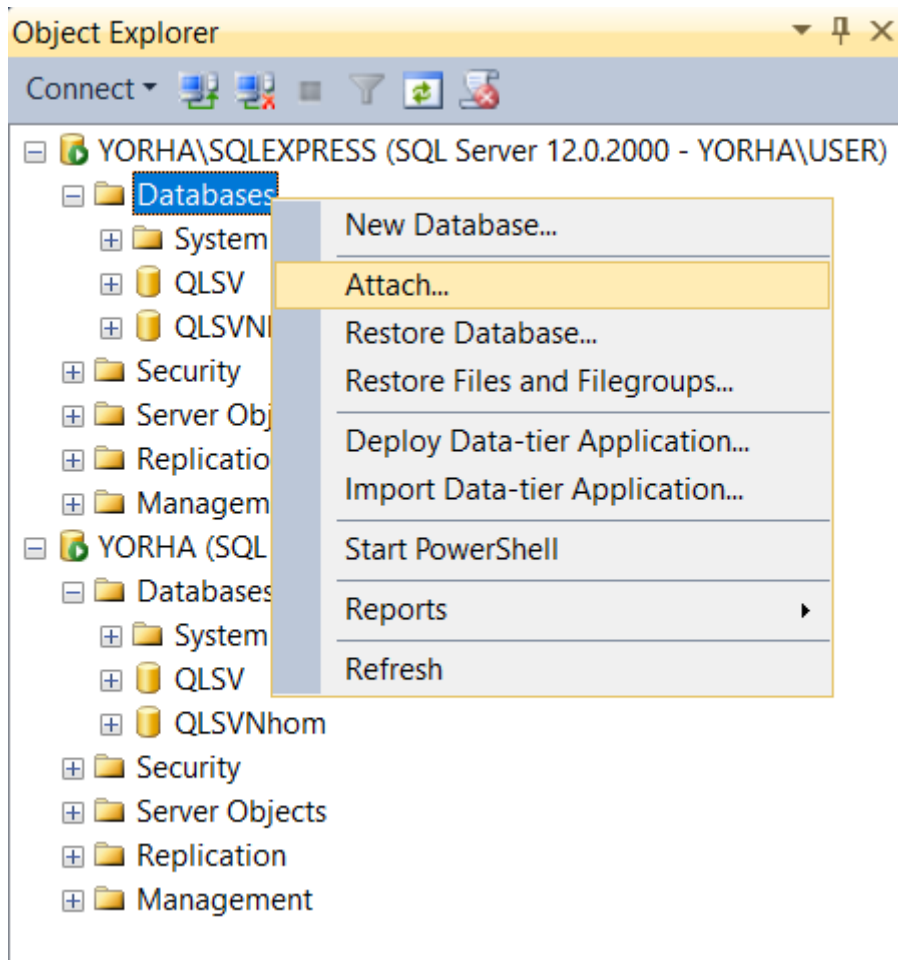 Object Explorer
Connect
YORHA\SQLEXPRESS (SQL Server 12.0.2000 - YORHA\USER)
Databases
System
QLSV
QLSVN
Security
Server Obj
Replicatio
Managem
New Database...
Attach...
Restore Database...
Restore Files and Filegroups...
Deploy Data-tier Application...
Import Data-tier Application...
Start PowerShell
Reports
Refresh
YORHA (SQL
Databases
System
QLSV
QLSVNhom
Security
Server Objects
Replication
Management